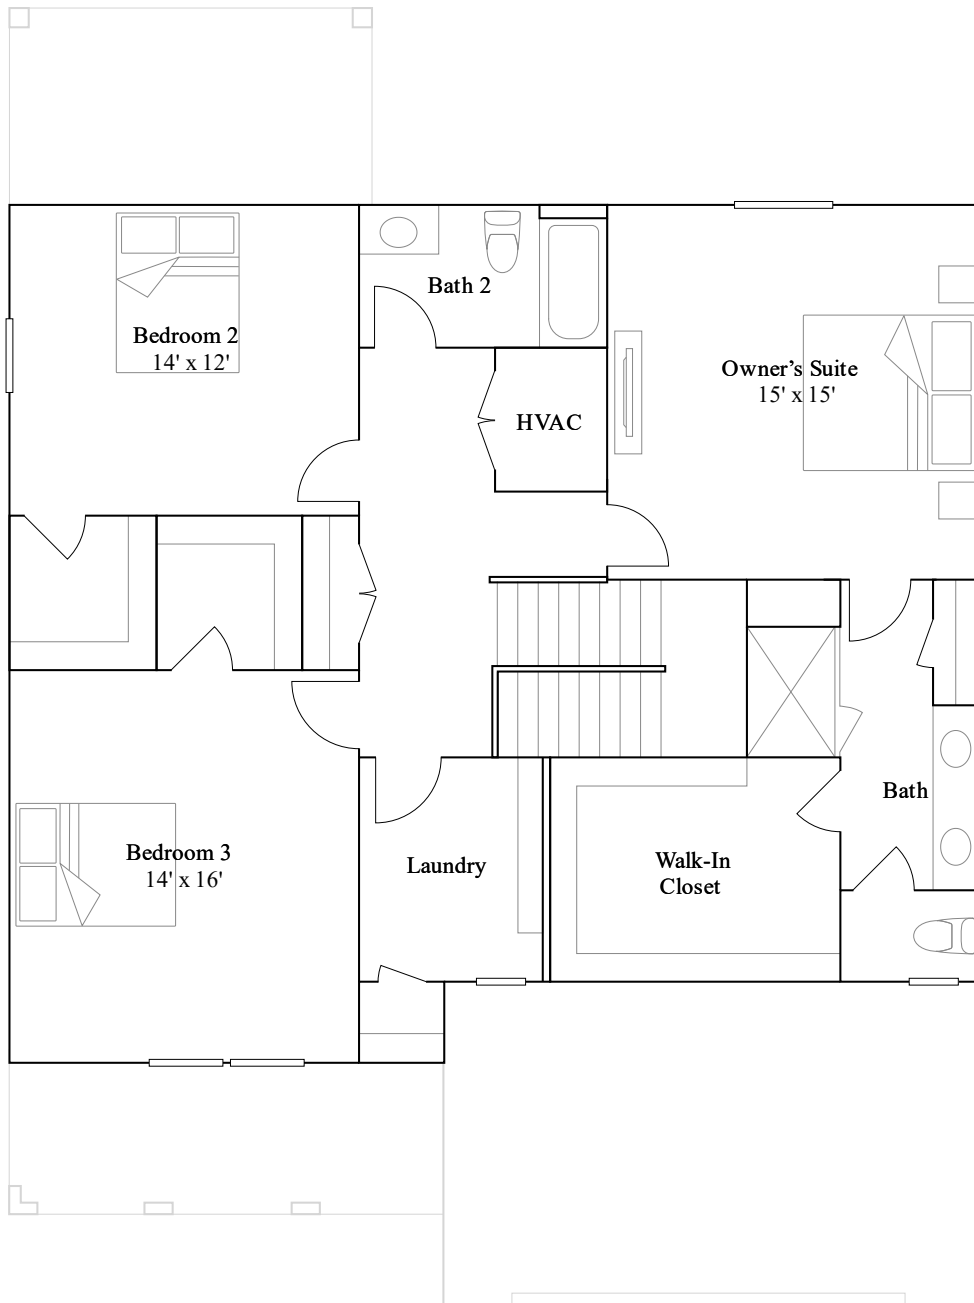 Bath 2
Bedroom 2
14' x 12'
Owner’s Suite
15' x 15'
HVAC
Bath
Bedroom 3
14' x 16'
Laundry
Walk-In
Closet